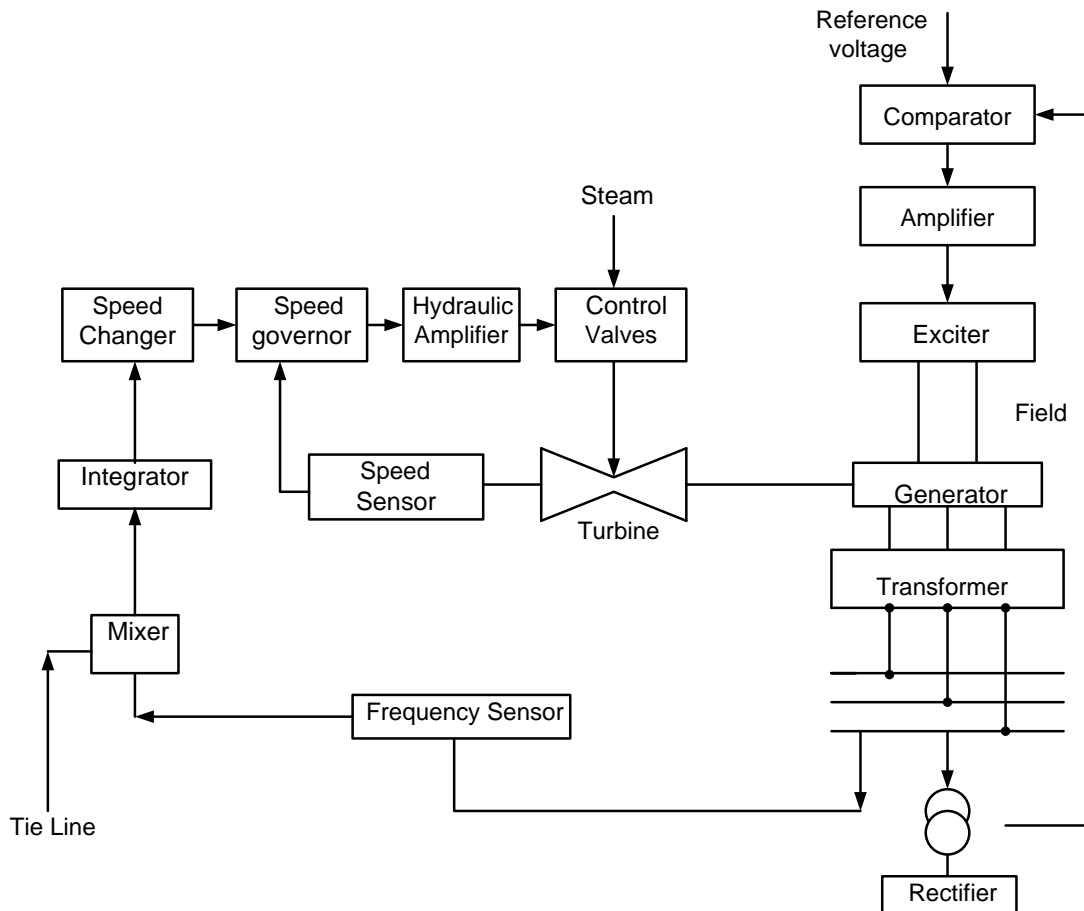 Reference
voltage
Comparator
Amplifier
Steam
Speed
Changer
Speed
governor
Hydraulic
Amplifier
Control
Valves
Exciter
Field
Integrator
Speed
Sensor
Turbine
Generator
Transformer
Mixer
Frequency Sensor
Tie Line
Rectifier